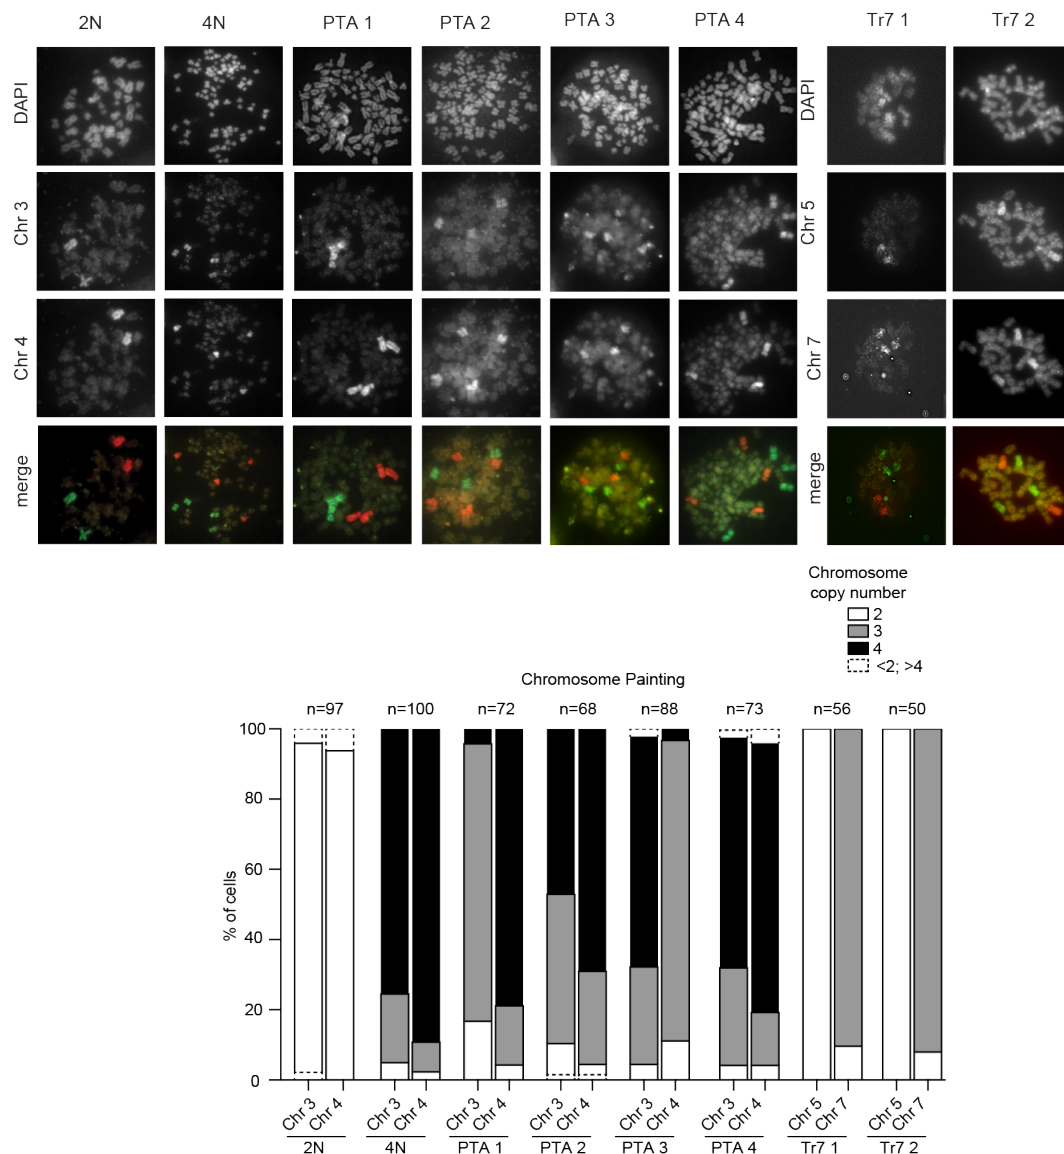 2N 4N PTA 1 PTA 2 PTA 3 PTA 4 Tr7 1 Tr7 2
DAPI DAPI
Chr 3 Chr 5
Chr 4 Chr 7
merge merge
Chromosome
copy number
2
3
4
<2; >4
Chromosome Painting
n=97 n=100 n=72 n=68 n=88 n=73 n=56 n=50
100
80
60
40
20
0
% of cells
Chr 3 Chr 4 Chr 3 Chr 4 Chr 3 Chr 4 Chr 3 Chr 4 Chr 3 Chr 4 Chr 3 Chr 4 Chr 5 Chr 7 Chr 5 Chr 7
2N 4N PTA 1 PTA 2 PTA 3 PTA 4 Tr7 1 Tr7 2